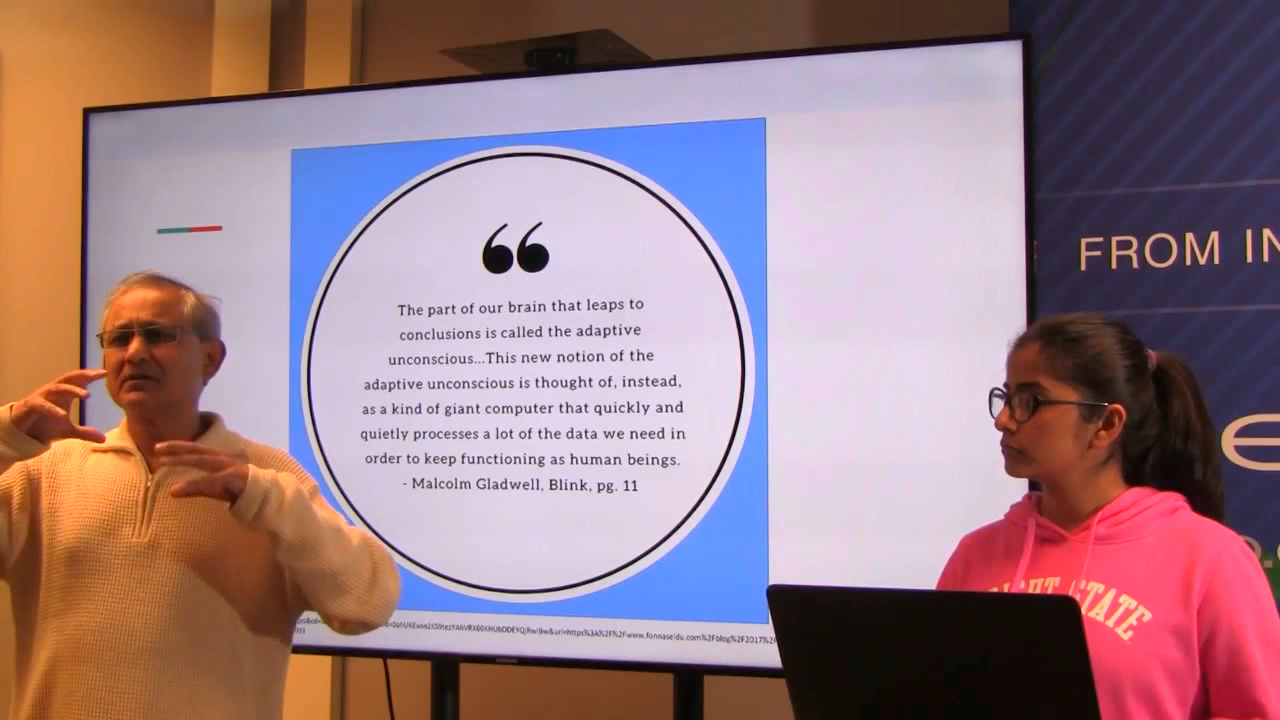 ❝
The part of our brain that leaps to
conclusions is called the adaptive
unconscious...This new notion of the
adaptive unconscious is thought of, instead,
as a kind of giant computer that quickly and
quietly processes a lot of the data we need in
order to keep functioning as human beings.
- Malcolm Gladwell, Blink, pg. 11
FROM IN
e
STATE